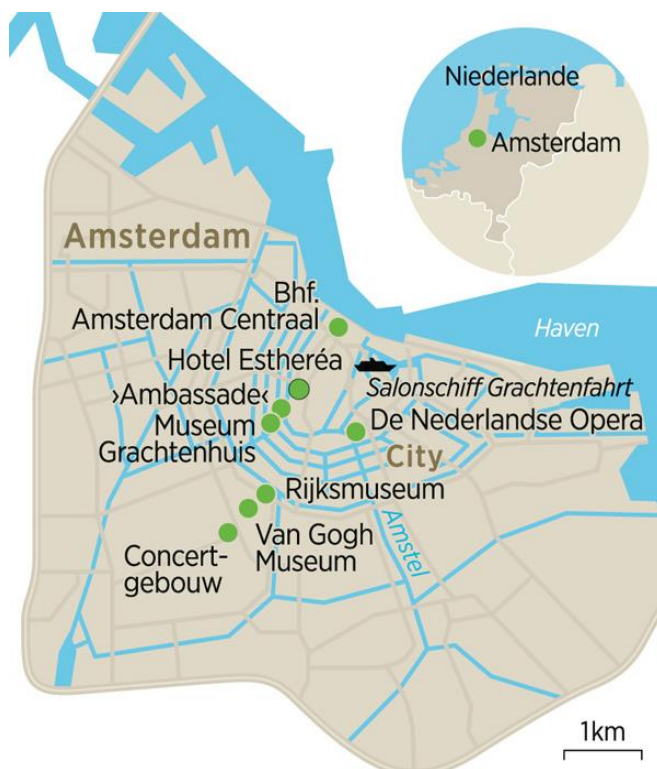 Niederlande
Amsterdam
Amsterdam
Bhf.
Amsterdam Centraal
Haven
Hotel Estheréa
Salonschiff Grachtenfahrt
›Ambassade‹
Museum
Grachtenhuis
De Nederlandse Opera
City
Rijksmuseum
Van Gogh
Museum
Amstel
Concert-
gebouw
1km